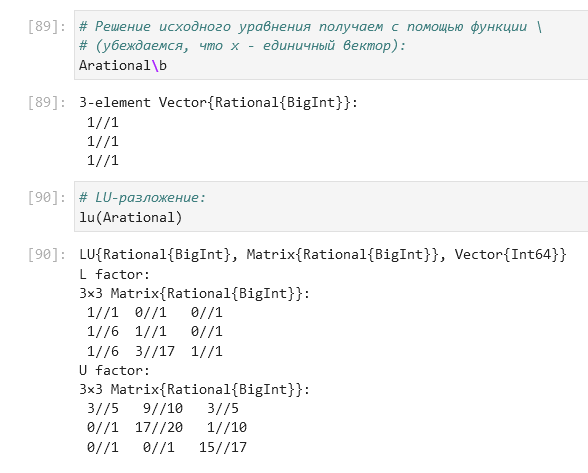 [89]: # Решение исходного уравнения получаем с помощью функции \
# (убеждаемся, что x - единичный вектор):
Arational\b
[89]: 3-element Vector{Rational{BigInt}}:
1//1
1//1
1//1
[90]: # LU-разложение:
lu(Arational)
[90]: LU{Rational{BigInt}, Matrix{Rational{BigInt}}, Vector{Int64}}
L factor:
3×3 Matrix{Rational{BigInt}}:
1//1 0//1 0//1
1//6 1//1 0//1
1//6 3//17 1//1
U factor:
3×3 Matrix{Rational{BigInt}}:
3//5 9//10 3//5
0//1 17//20 1//10
0//1 0//1 15//17